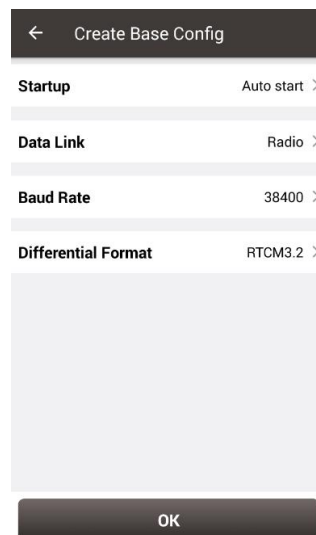 Create Base Config
Startup Auto start
Data Link Radio
Baud Rate 38400
Differential Format RTCM3.2
OK